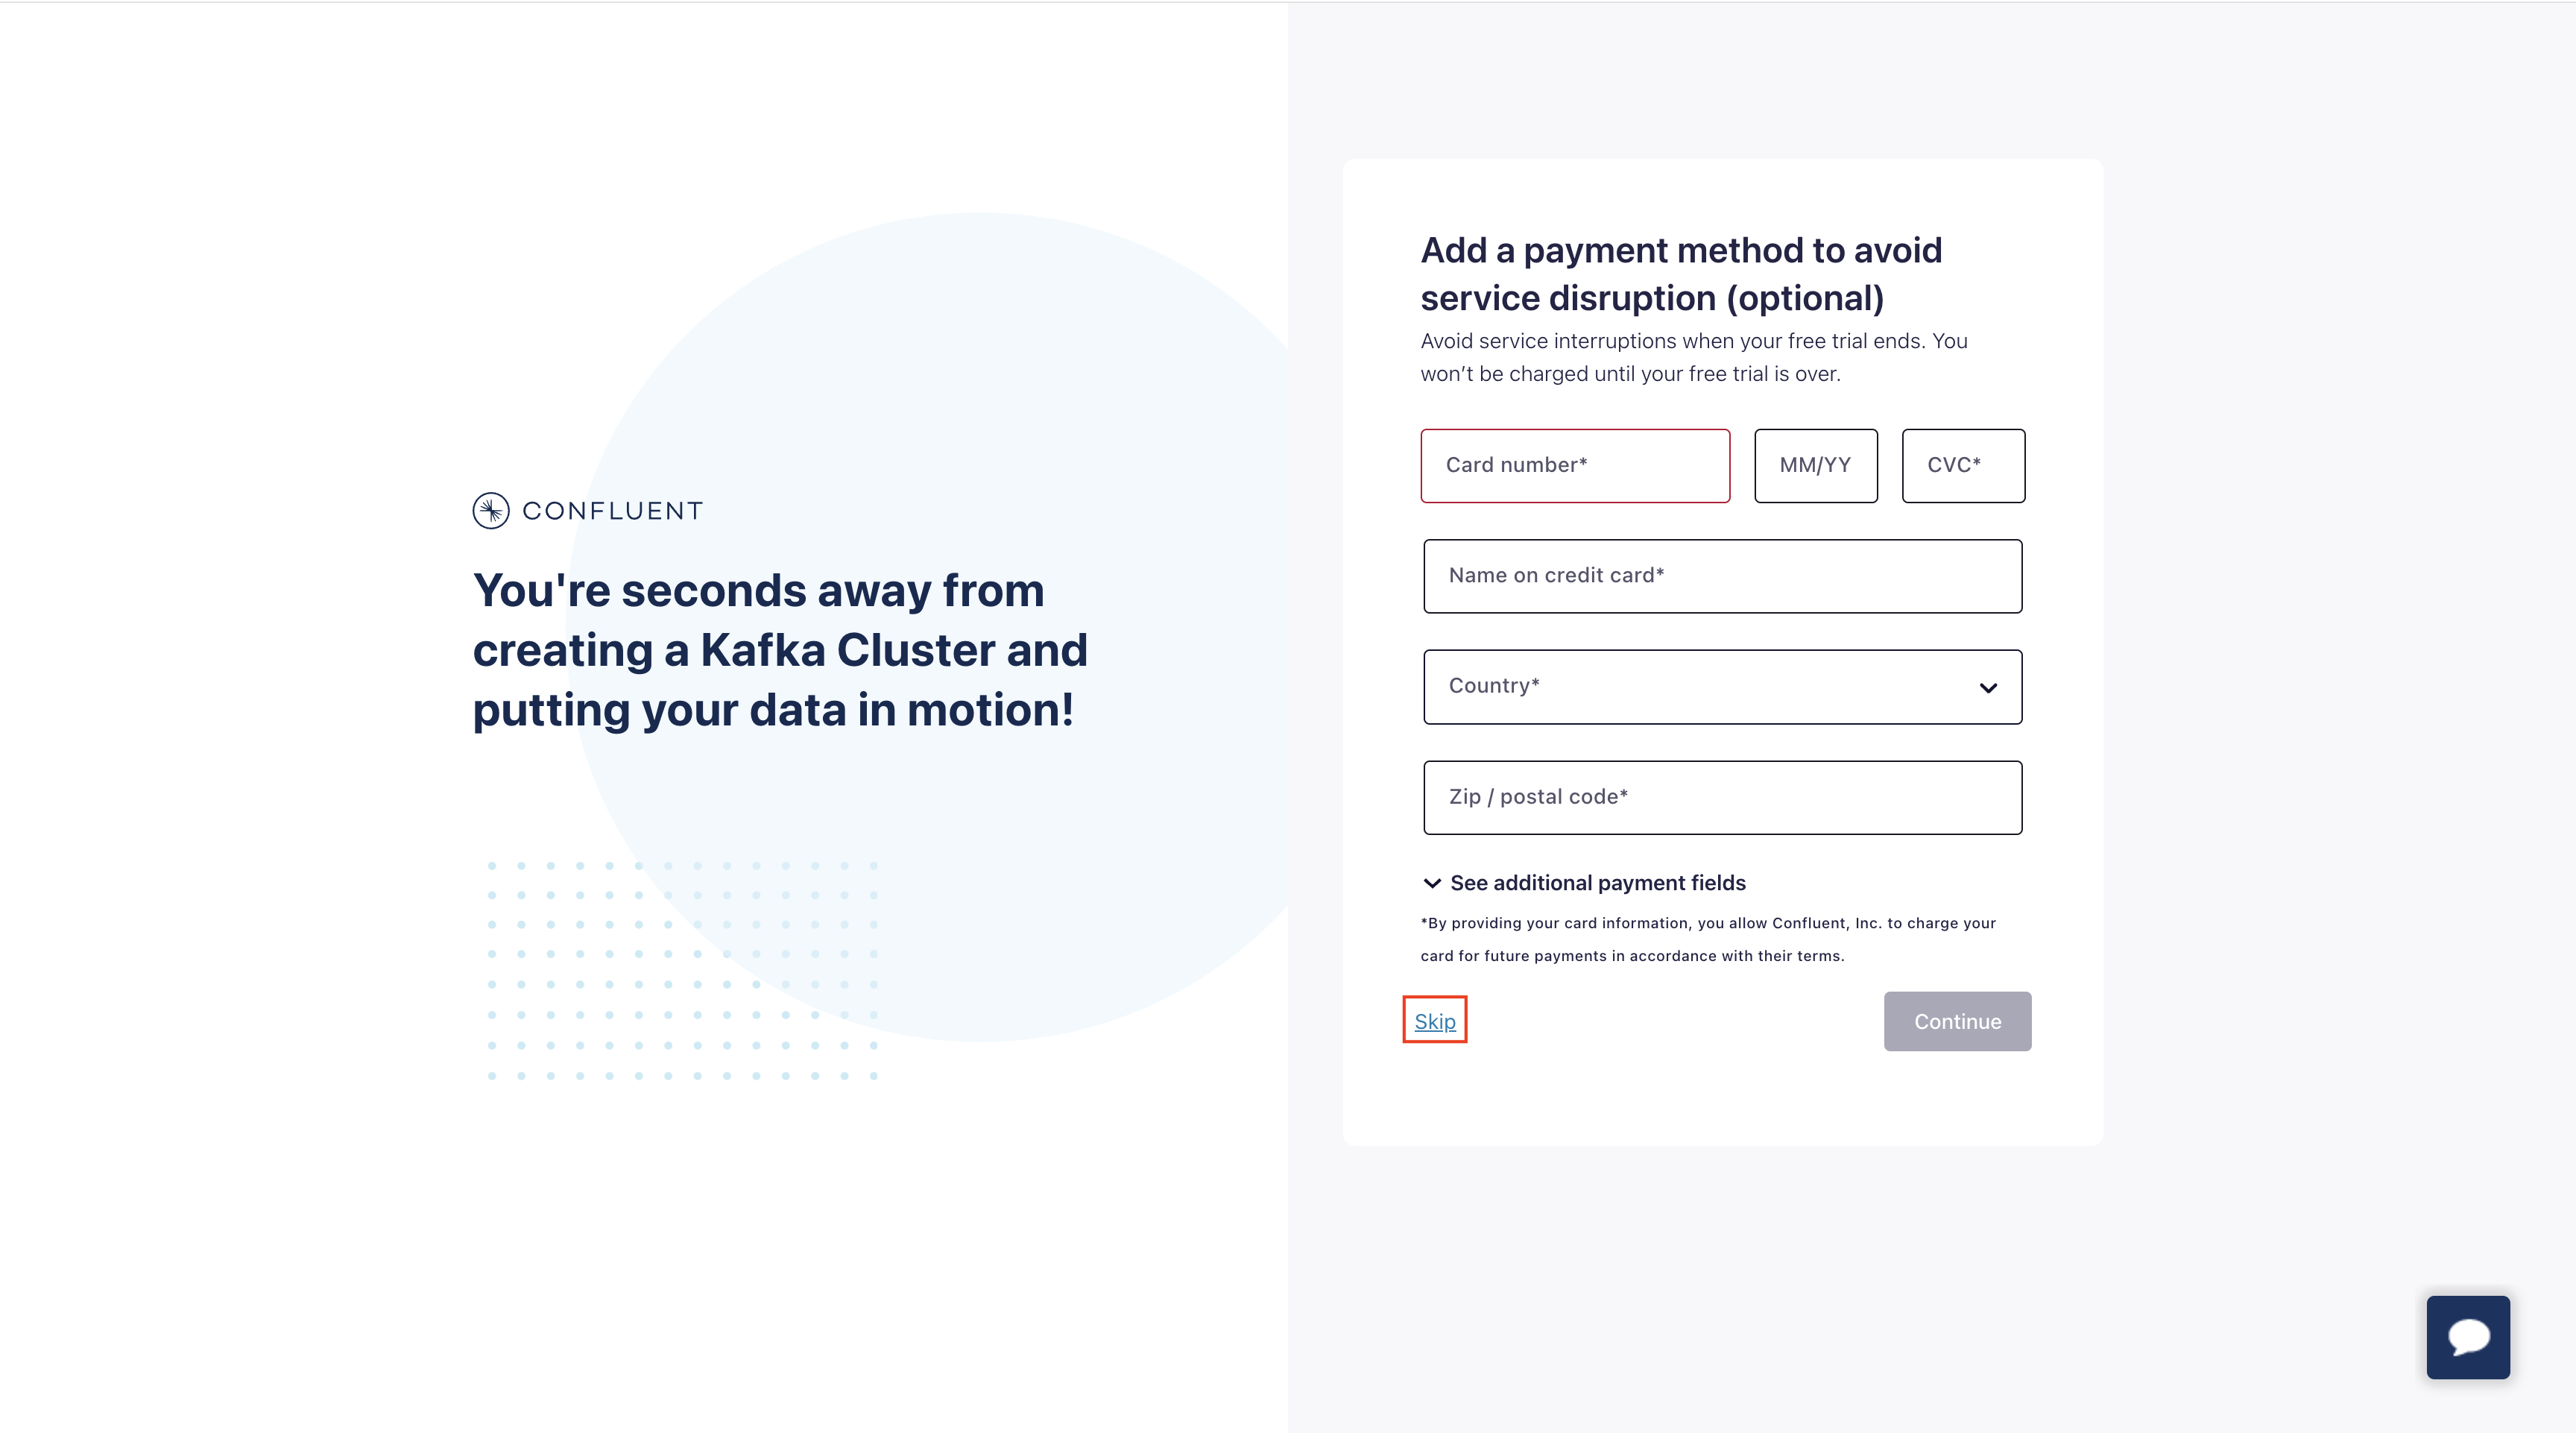 CONFLUENT
You're seconds away from
creating a Kafka Cluster and
putting your data in motion!
Add a payment method to avoid
service disruption (optional)
Avoid service interruptions when your free trial ends. You
won’t be charged until your free trial is over.
Card number*
MM/YY
CVC*
Name on credit card*
Country*
Zip / postal code*
See additional payment fields
*By providing your card information, you allow Confluent, Inc. to charge your
card for future payments in accordance with their terms.
Skip
Continue